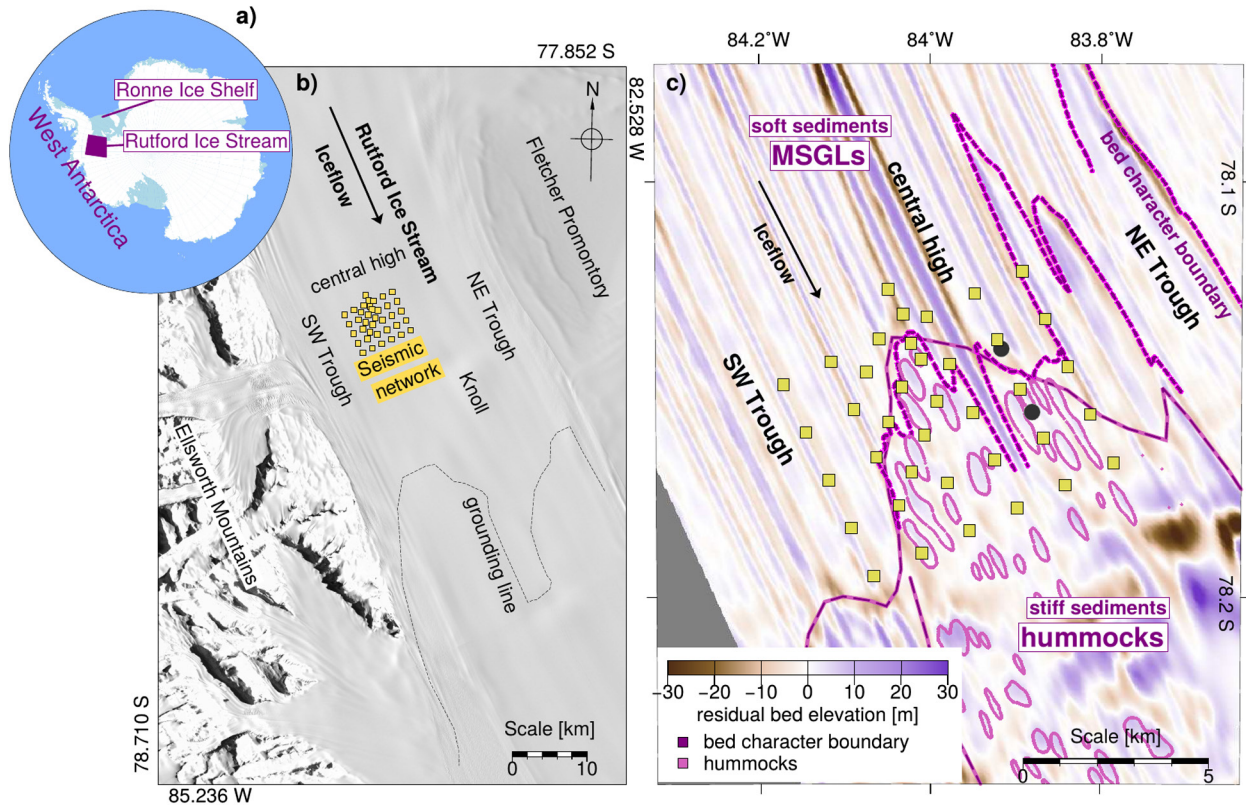 a)
Ronne Ice Shelf
Rutford Ice Stream
West Antarctica
77.852 S
82.528 W
b)
N
Rutford Ice Stream
Iceflow
Fletcher Promontory
central high
NE Trough
SW Trough
Seismic
network
Knoll
Ellsworth Mountains
grounding line
Scale [km]
0 10
78.710 S
85.236 W
84.2°W 84°W 83.8°W
c)
soft sediments
MSGLs
central high
bed character boundary
NE Trough
78.1 S
Iceflow
SW Trough
78.2 S
stiff sediments
hummocks
−30 −20 −10 0 10 20 30
residual bed elevation [m]
bed character boundary
hummocks
Scale [km]
0 5